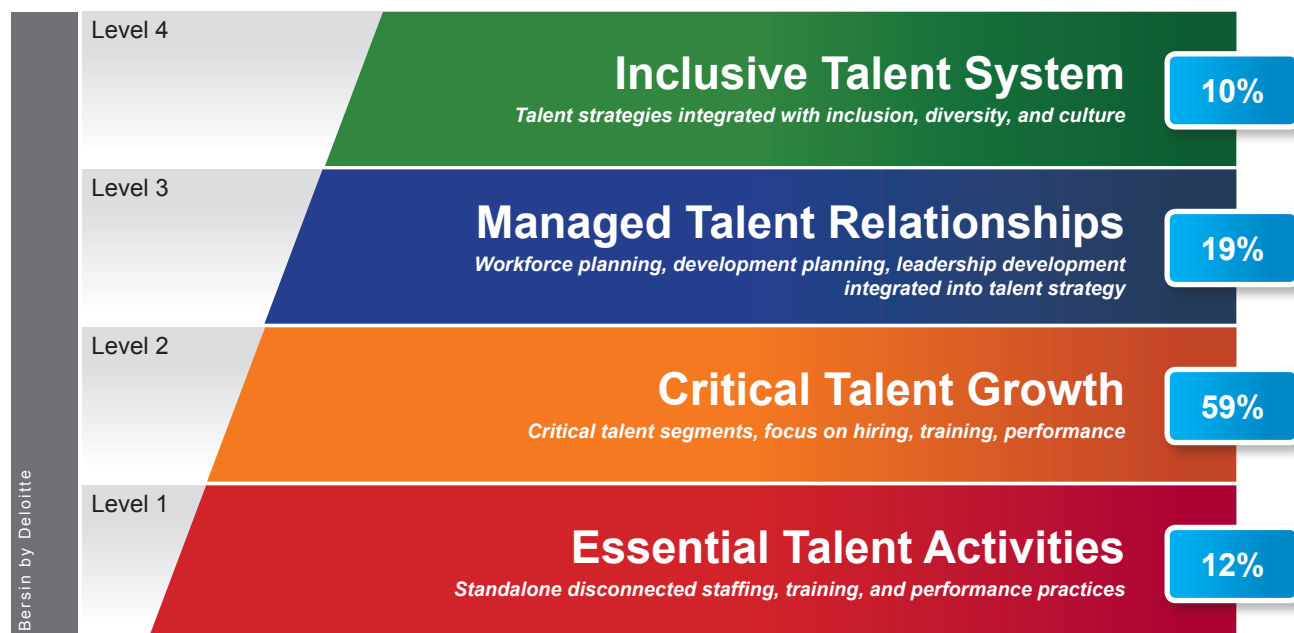 Level 4
Inclusive Talent System
Talent strategies integrated with inclusion, diversity, and culture
10%
Level 3
Managed Talent Relationships
Workforce planning, development planning, leadership development
integrated into talent strategy
19%
Level 2
Critical Talent Growth
Critical talent segments, focus on hiring, training, performance
59%
Level 1
Essential Talent Activities
Standalone disconnected staffing, training, and performance practices
12%
Bersin by Deloitte